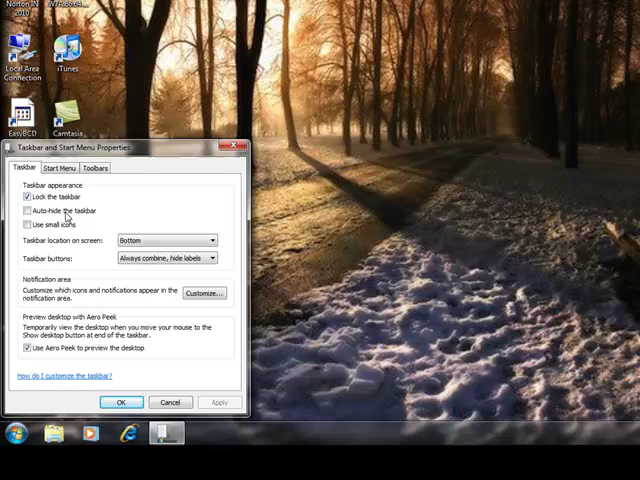 Norton IN
2010
Local Area
Connection
iTunes
EasyBCD
Camtasia
Taskbar and Start Menu Properties
Taskbar
Start Menu
Toolbars
Taskbar appearance
Lock the taskbar
Auto-hide the taskbar
Use small icons
Taskbar location on screen:
Bottom
Taskbar buttons:
Always combine, hide labels
Notification area
Customize which icons and notifications appear in the
notification area.
Customize...
Preview desktop with Aero Peek
Temporarily view the desktop when you move your mouse to the
Show desktop button at end of the taskbar.
Use Aero Peek to preview the desktop
How do I customize the taskbar?
OK
Cancel
Apply